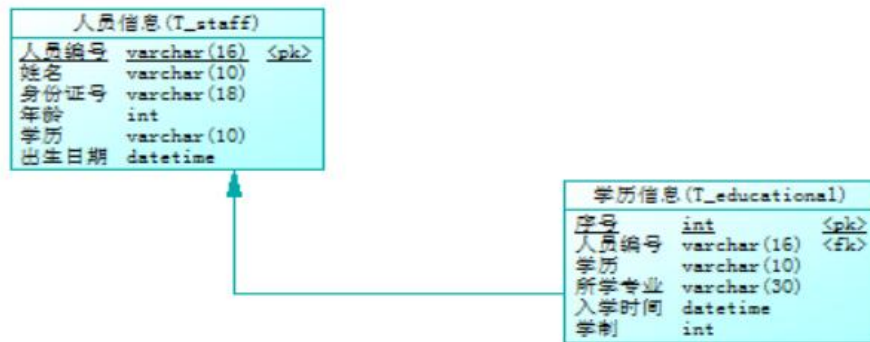 人员信息(T_staff)
人员编号 varchar(16) <pk>
姓名 varchar(10)
身份证号 varchar(18)
年龄 int
学历 varchar(10)
出生日期 datetime
学历信息(T_educational)
序号 int <pk>
人员编号 varchar(16) <fk>
学历 varchar(10)
所学专业 varchar(30)
入学时间 datetime
学制 int